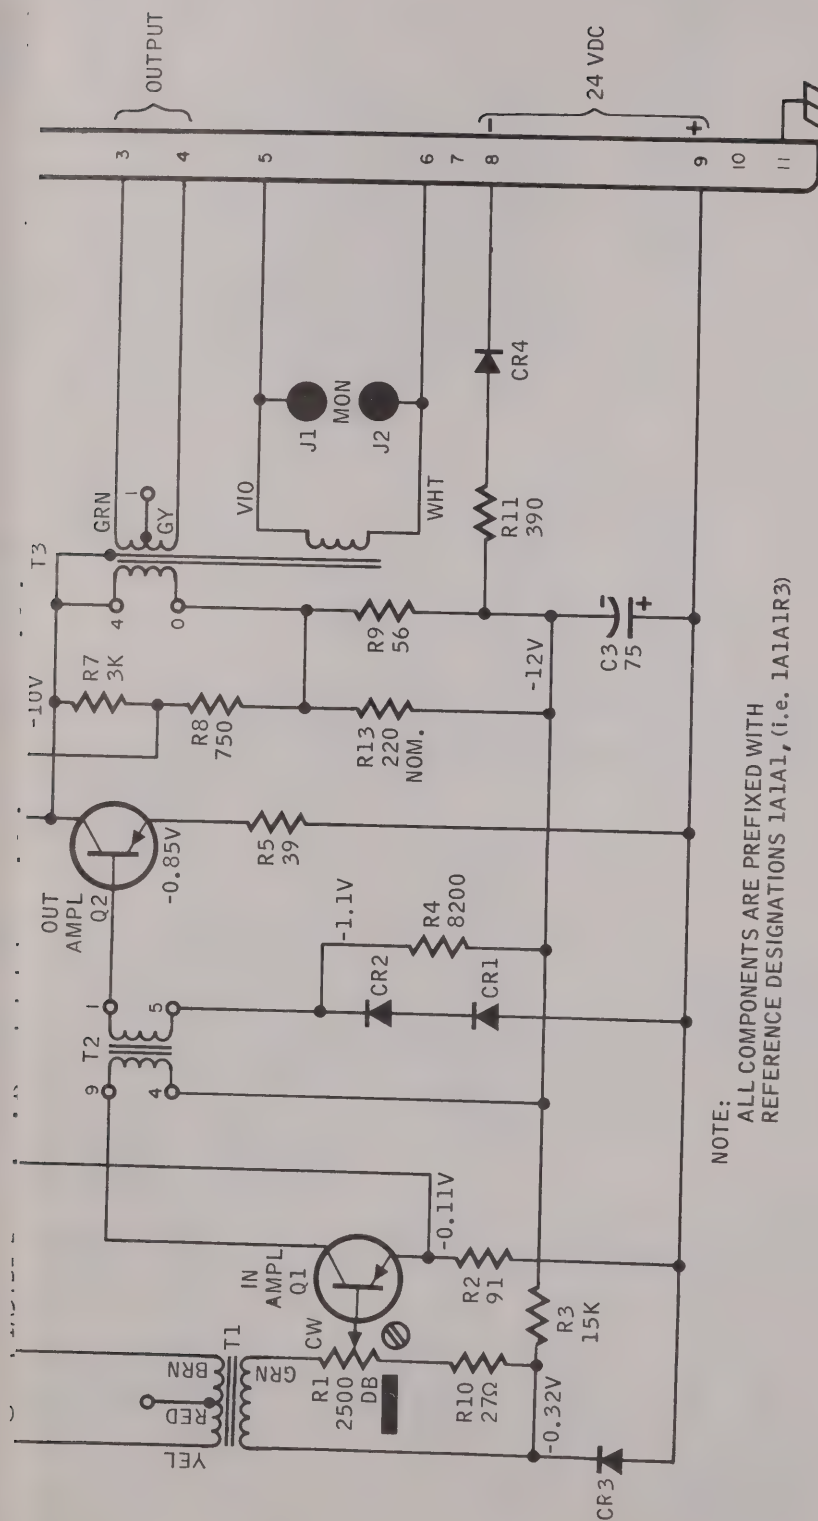 OUTPUT
24 VDC
3
4
5
6
7
8
-
9
+
10
11
T3
GRN
1
GY
4
0
VIO
WHT
J1
MON
J2
CR4
R11
390
-10V
R7
3K
R8
750
R9
56
R13
220
NOM.
-12V
C3
75
-
+
OUT
AMPL
Q2
-0.85V
R5
39
T2
1
5
9
4
-1.1V
R4
8200
CR2
CR1
IN
AMPL
Q1
-0.11V
R2
91
R3
15K
T1
BRN
RED
YEL
GRN
CW
R1
2500
DB
R10
27Ω
-0.32V
CR3
NOTE:
ALL COMPONENTS ARE PREFIXED WITH
REFERENCE DESIGNATIONS 1A1A1, (i.e. 1A1A1R3)